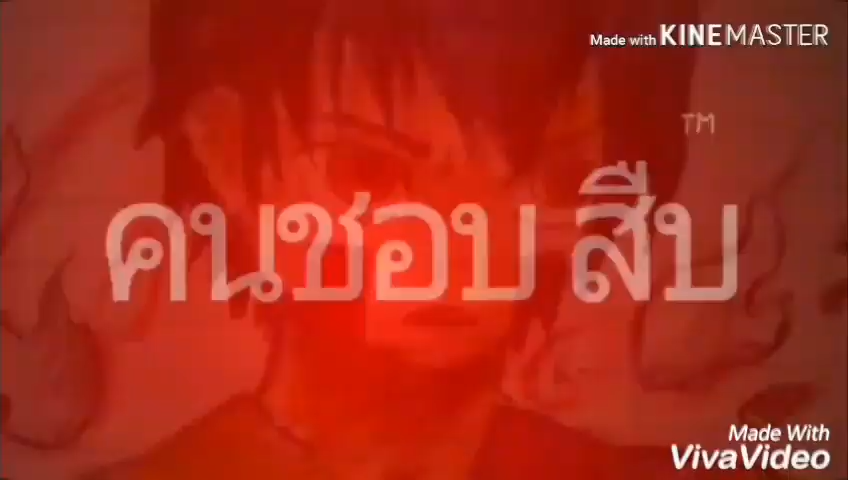 Made with KINEMASTER
TM
คนชอบ สืบ
Made With
VivaVideo